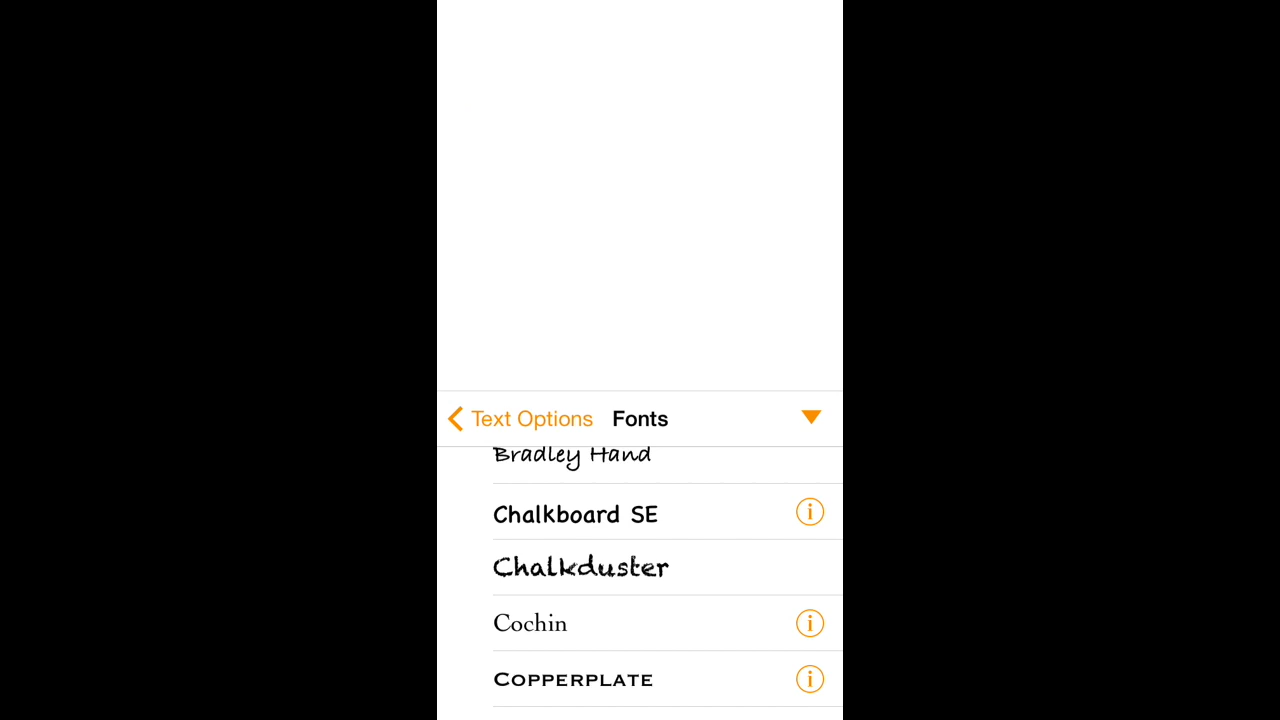 Text Options Fonts
Bradley Hand
Chalkboard SE
Chalkduster
Cochin
Copperplate